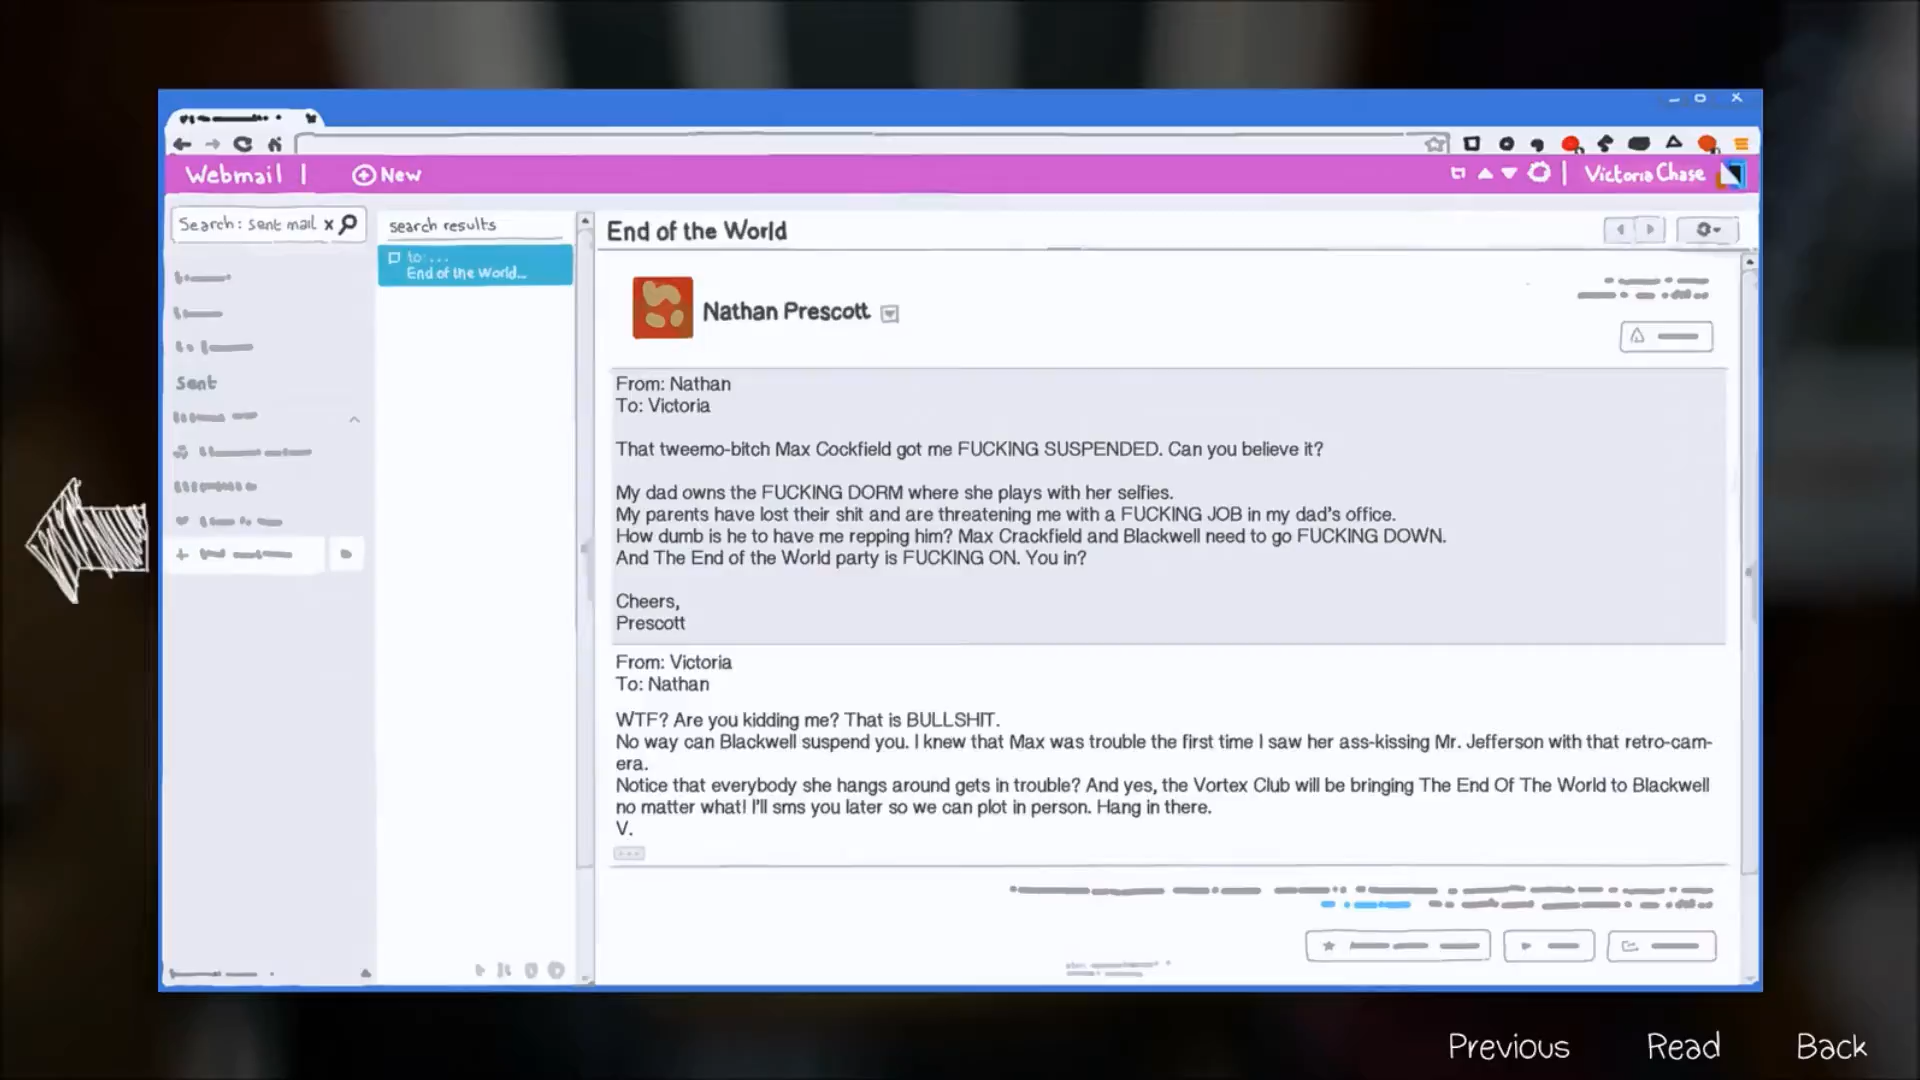 Webmail | New
Victoria Chase
Search: sent mail x
search results
to: ...
End of the World...
Sent
End of the World
Nathan Prescott
From: Nathan
To: Victoria
That tweemo-bitch Max Cockfield got me FUCKING SUSPENDED. Can you believe it?
My dad owns the FUCKING DORM where she plays with her selfies.
My parents have lost their shit and are threatening me with a FUCKING JOB in my dad's office.
How dumb is he to have me repping him? Max Crackfield and Blackwell need to go FUCKING DOWN.
And The End of the World party is FUCKING ON. You in?
Cheers,
Prescott
From: Victoria
To: Nathan
WTF? Are you kidding me? That is BULLSHIT.
No way can Blackwell suspend you. I knew that Max was trouble the first time I saw her ass-kissing Mr. Jefferson with that retro-cam-
era.
Notice that everybody she hangs around gets in trouble? And yes, the Vortex Club will be bringing The End Of The World to Blackwell
no matter what! I'll sms you later so we can plot in person. Hang in there.
V.
Previous Read Back